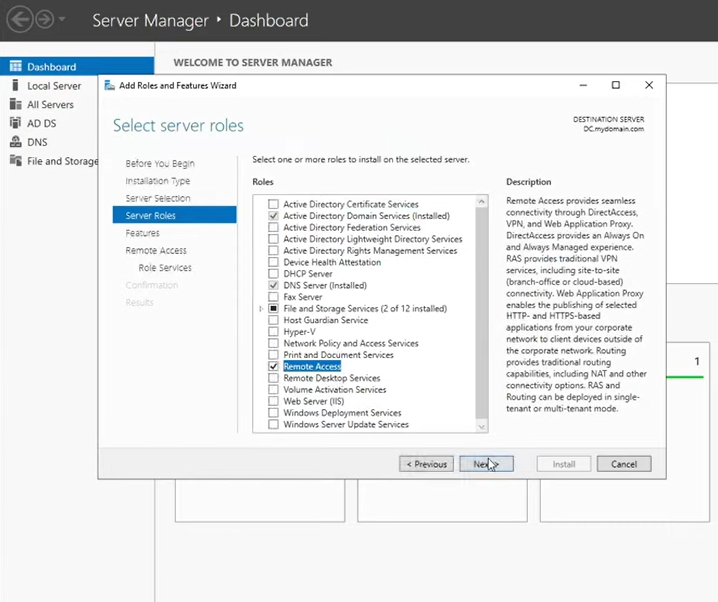 Server Manager ‣ Dashboard
Dashboard
Local Server
All Servers
AD DS
DNS
File and Storage
WELCOME TO SERVER MANAGER
Add Roles and Features Wizard
Select server roles
DESTINATION SERVER
DC.mydomain.com
Before You Begin
Installation Type
Server Selection
Server Roles
Features
Remote Access
Role Services
Confirmation
Results
Select one or more roles to install on the selected server.
Roles
Active Directory Certificate Services
Active Directory Domain Services (Installed)
Active Directory Federation Services
Active Directory Lightweight Directory Services
Active Directory Rights Management Services
Device Health Attestation
DHCP Server
DNS Server (Installed)
Fax Server
File and Storage Services (2 of 12 installed)
Host Guardian Service
Hyper-V
Network Policy and Access Services
Print and Document Services
Remote Access
Remote Desktop Services
Volume Activation Services
Web Server (IIS)
Windows Deployment Services
Windows Server Update Services
Description
Remote Access provides seamless
connectivity through DirectAccess,
VPN, and Web Application Proxy.
DirectAccess provides an Always On
and Always Managed experience.
RAS provides traditional VPN
services, including site-to-site
(branch-office or cloud-based)
connectivity. Web Application Proxy
enables the publishing of selected
HTTP- and HTTPS-based
applications from your corporate
network to client devices outside of
the corporate network. Routing
provides traditional routing
capabilities, including NAT and other
connectivity options. RAS and
Routing can be deployed in single-
tenant or multi-tenant mode.
1
< Previous
Next >
Install
Cancel